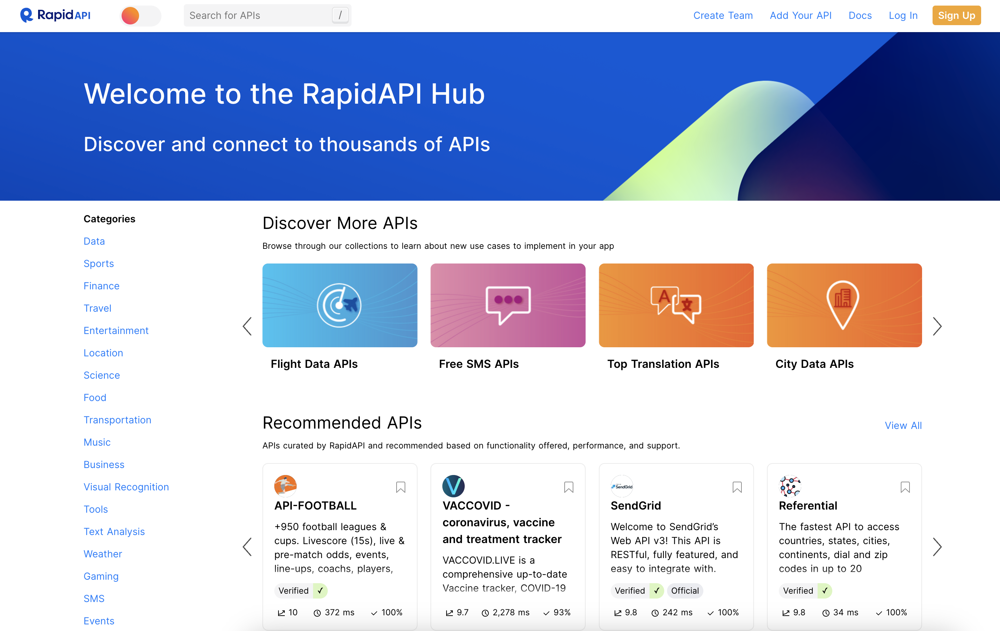 RapidAPI
Search for APIs
/
Create Team
Add Your API
Docs
Log In
Sign Up
Welcome to the RapidAPI Hub
Discover and connect to thousands of APIs
Categories
Data
Sports
Finance
Travel
Entertainment
Location
Science
Food
Transportation
Music
Business
Visual Recognition
Tools
Text Analysis
Weather
Gaming
SMS
Events
Discover More APIs
Browse through our collections to learn about new use cases to implement in your app
A
文
Flight Data APIs
Free SMS APIs
Top Translation APIs
City Data APIs
Recommended APIs
View All
APIs curated by RapidAPI and recommended based on functionality offered, performance, and support.
API-FOOTBALL
+950 football leagues &
cups. Livescore (15s), live &
pre-match odds, events,
line-ups, coachs, players,
Verified ✓
10 372 ms 100%
V
VACCOVID -
coronavirus, vaccine
and treatment tracker
VACCOVID.LIVE is a
comprehensive up-to-date
Vaccine tracker, COVID-19
9.7 2,278 ms 93%
SendGrid
SendGrid
Welcome to SendGrid’s
Web API v3! This API is
RESTful, fully featured, and
easy to integrate with.
Verified ✓ Official
9.8 242 ms 100%
Referential
The fastest API to access
countries, states, cities,
continents, dial and zip
codes in up to 20
Verified ✓
9.8 34 ms 100%